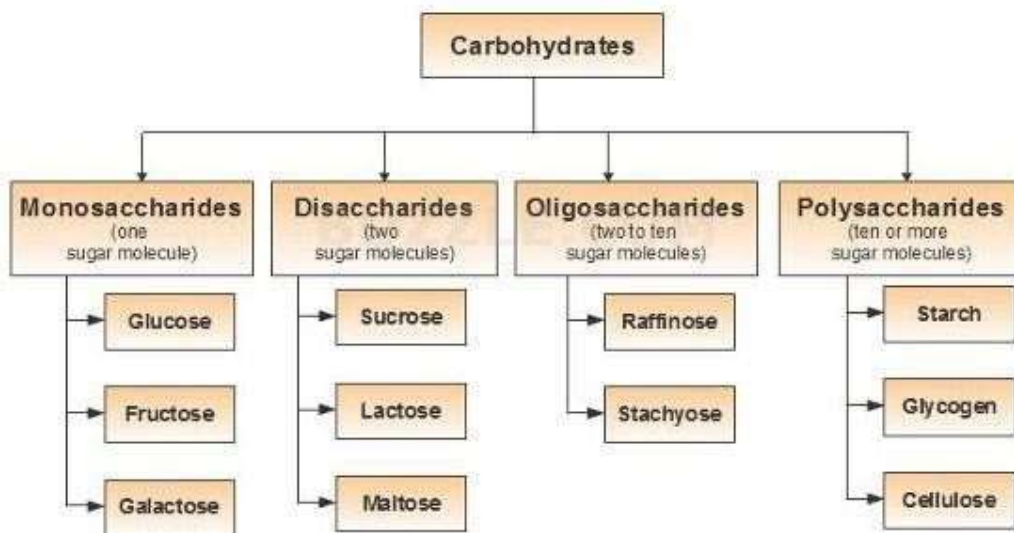 Carbohydrates
Monosaccharides
(one
sugar molecule)
Glucose
Fructose
Galactose
Disaccharides
(two
sugar molecules)
Sucrose
Lactose
Maltose
Oligosaccharides
(two to ten
sugar molecules)
Raffinose
Stachyose
Polysaccharides
(ten or more
sugar molecules)
Starch
Glycogen
Cellulose